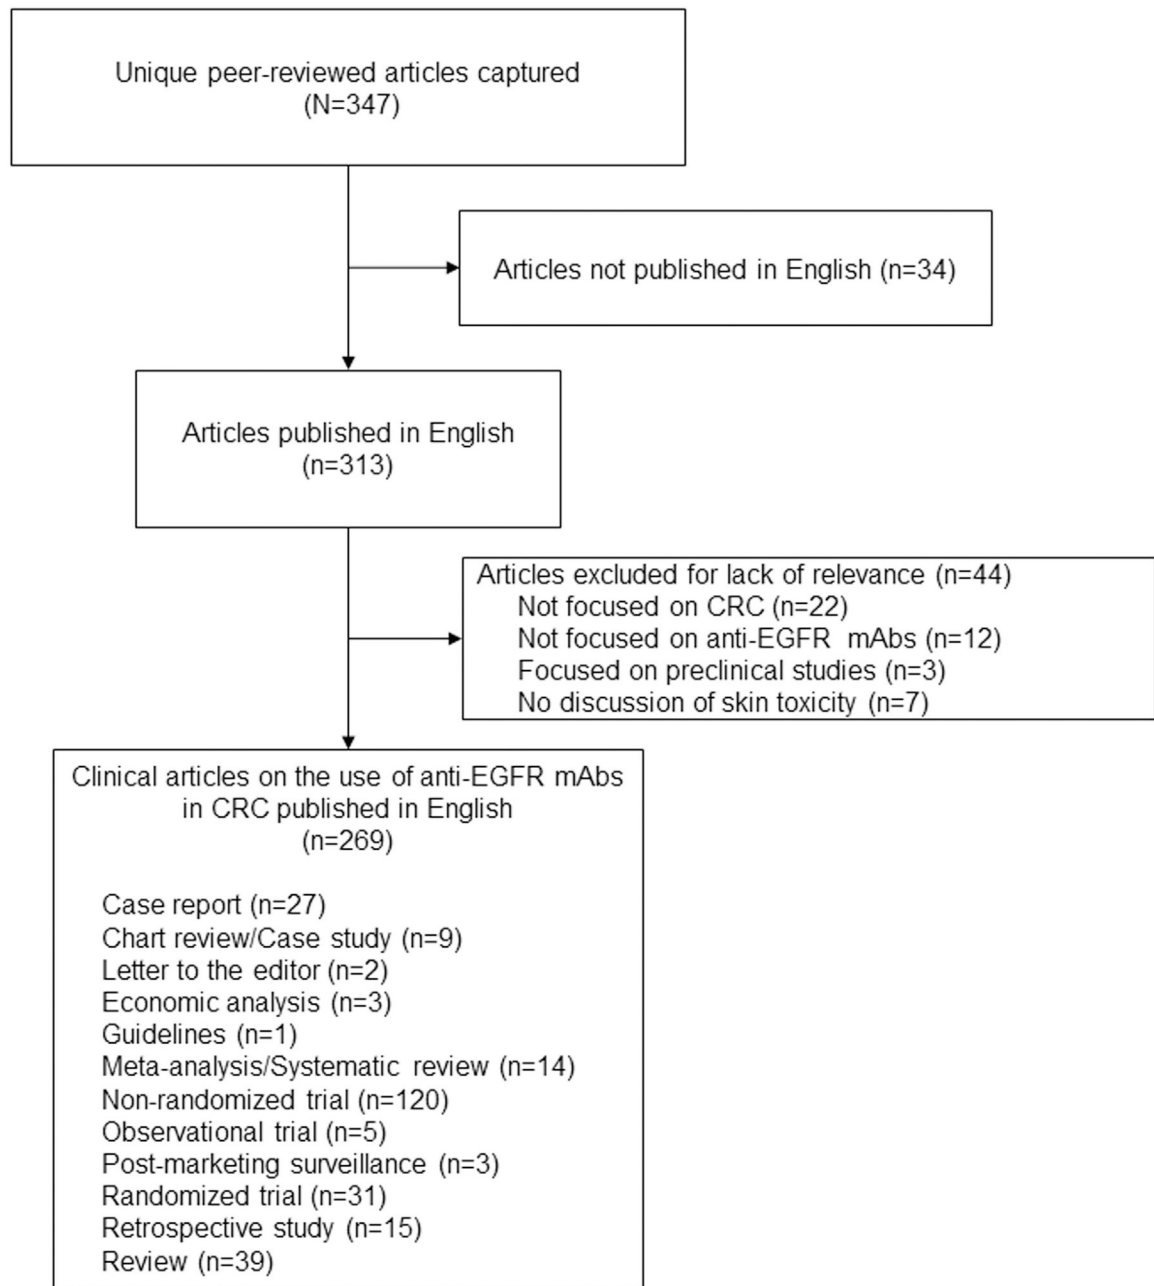 Unique peer-reviewed articles captured
(N=347)
Articles not published in English (n=34)
Articles published in English
(n=313)
Articles excluded for lack of relevance (n=44)
Not focused on CRC (n=22)
Not focused on anti-EGFR mAbs (n=12)
Focused on preclinical studies (n=3)
No discussion of skin toxicity (n=7)
Clinical articles on the use of anti-EGFR mAbs
in CRC published in English
(n=269)
Case report (n=27)
Chart review/Case study (n=9)
Letter to the editor (n=2)
Economic analysis (n=3)
Guidelines (n=1)
Meta-analysis/Systematic review (n=14)
Non-randomized trial (n=120)
Observational trial (n=5)
Post-marketing surveillance (n=3)
Randomized trial (n=31)
Retrospective study (n=15)
Review (n=39)